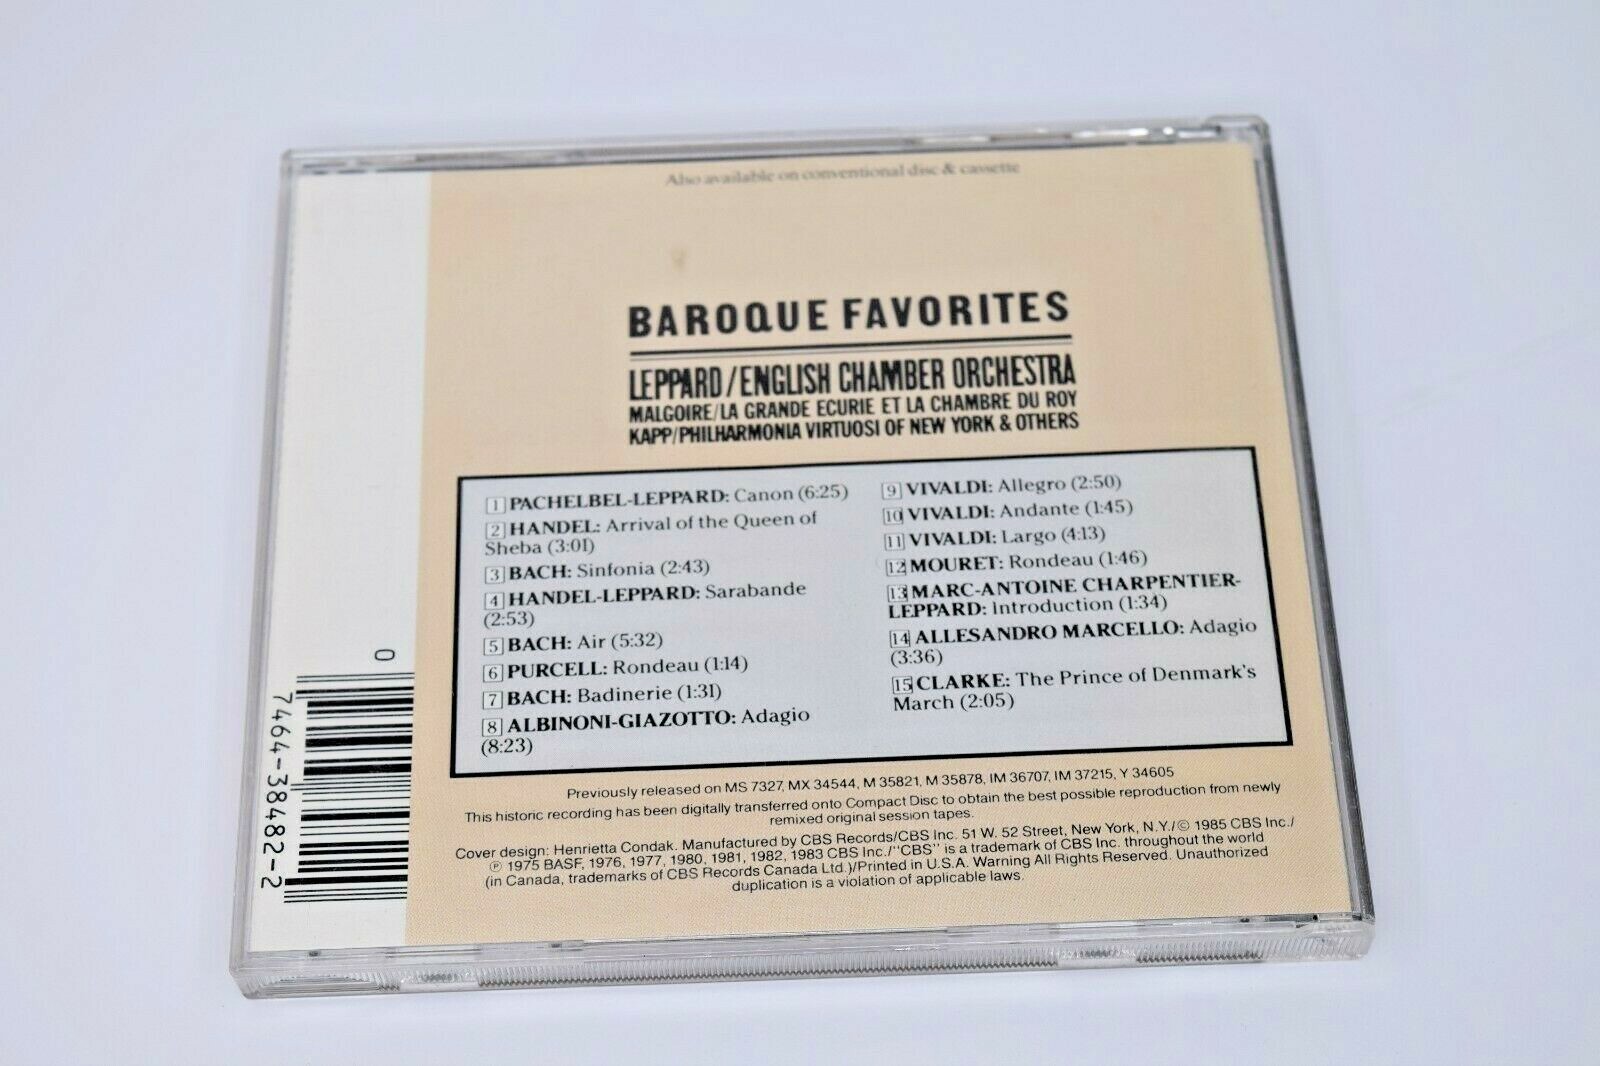 Also available on conventional disc & cassette
BAROQUE FAVORITES
LEPPARD/ENGLISH CHAMBER ORCHESTRA
MALGOIRE/LA GRANDE ECURIE ET LA CHAMBRE DU ROY
KAPP/PHILHARMONIA VIRTUOSI OF NEW YORK & OTHERS
1 PACHELBEL-LEPPARD: Canon (6:25)
2 HANDEL: Arrival of the Queen of
Sheba (3:01)
3 BACH: Sinfonia (2:43)
4 HANDEL-LEPPARD: Sarabande
(2:53)
5 BACH: Air (5:32)
6 PURCELL: Rondeau (1:14)
7 BACH: Badinerie (1:31)
8 ALBINONI-GIAZOTTO: Adagio
(8:23)
9 VIVALDI: Allegro (2:50)
10 VIVALDI: Andante (1:45)
11 VIVALDI: Largo (4:13)
12 MOURET: Rondeau (1:46)
13 MARC-ANTOINE CHARPENTIER-
LEPPARD: Introduction (1:34)
14 ALLESANDRO MARCELLO: Adagio
(3:36)
15 CLARKE: The Prince of Denmark's
March (2:05)
Previously released on MS 7327, MX 34544, M 35821, M 35878, IM 36707, IM 37215, Y 34605
This historic recording has been digitally transferred onto Compact Disc to obtain the best possible reproduction from newly
remixed original session tapes.
Cover design: Henrietta Condak. Manufactured by CBS Records/CBS Inc. 51 W. 52 Street, New York, N.Y./© 1985 CBS Inc./
℗ 1975 BASF, 1976, 1977, 1980, 1981, 1982, 1983 CBS Inc./"CBS" is a trademark of CBS Inc. throughout the world
(in Canada, trademarks of CBS Records Canada Ltd.)/Printed in U.S.A. Warning All Rights Reserved. Unauthorized
duplication is a violation of applicable laws.
0
7464-38482-2